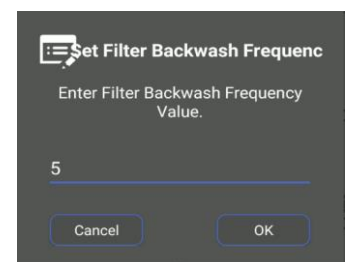 Set Filter Backwash Frequenc
Enter Filter Backwash Frequency
Value.
5
Cancel
OK